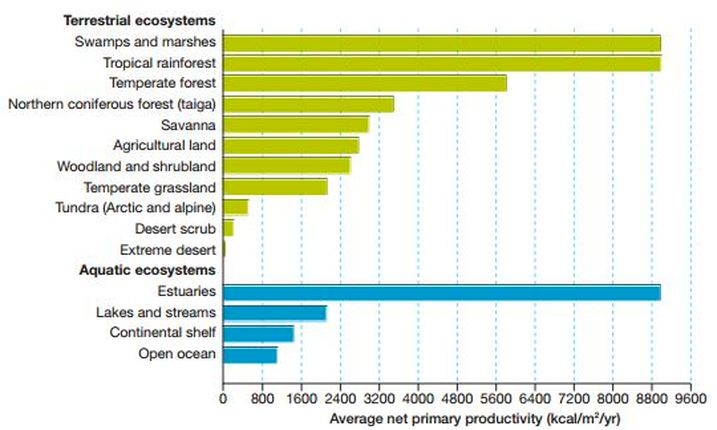 Terrestrial ecosystems
Swamps and marshes
Tropical rainforest
Temperate forest
Northern coniferous forest (taiga)
Savanna
Agricultural land
Woodland and shrubland
Temperate grassland
Tundra (Arctic and alpine)
Desert scrub
Extreme desert
Aquatic ecosystems
Estuaries
Lakes and streams
Continental shelf
Open ocean
0 800 1600 2400 3200 4000 4800 5600 6400 7200 8000 8800 9600
Average net primary productivity (kcal/m²/yr)